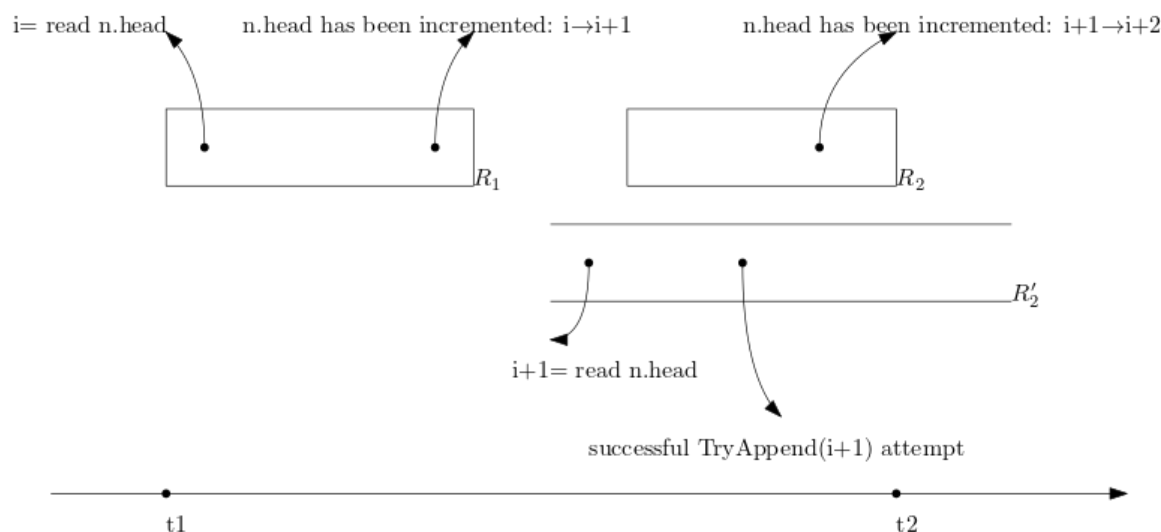 i= read n.head
n.head has been incremented: i→i+1
n.head has been incremented: i+1→i+2
R₁
R₂
R′₂
i+1= read n.head
successful TryAppend(i+1) attempt
t1
t2